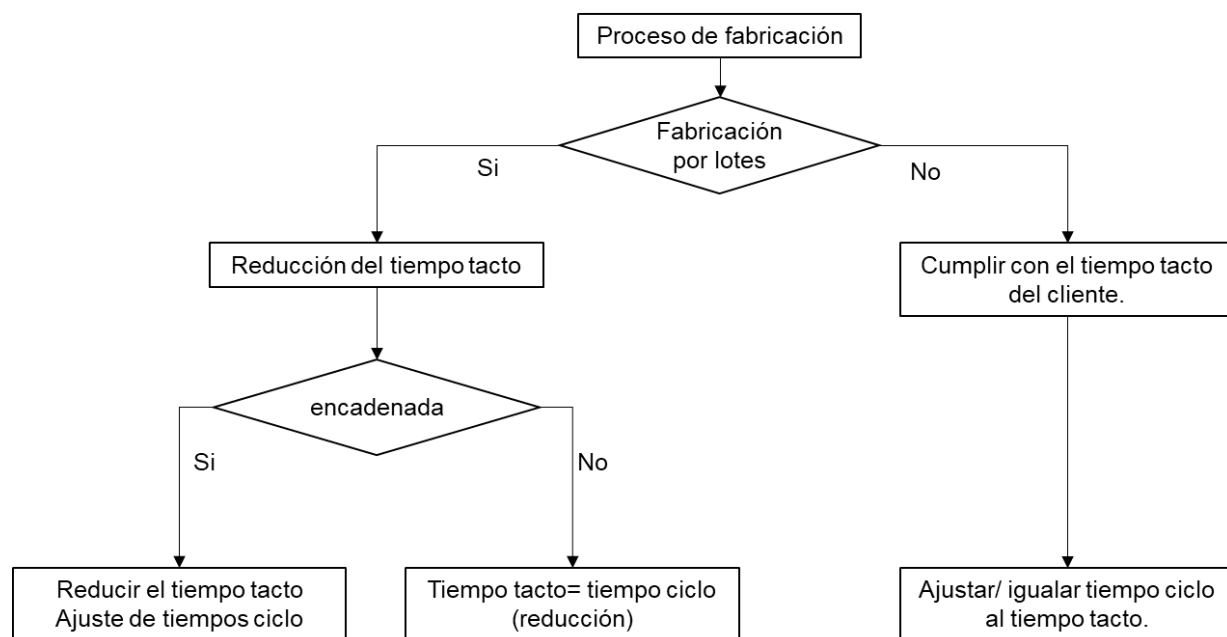 Proceso de fabricación
Fabricación
por lotes
Si
No
Reducción del tiempo tacto
Cumplir con el tiempo tacto
del cliente.
encadenada
Si
No
Reducir el tiempo tacto
Ajuste de tiempos ciclo
Tiempo tacto= tiempo ciclo
(reducción)
Ajustar/ igualar tiempo ciclo
al tiempo tacto.